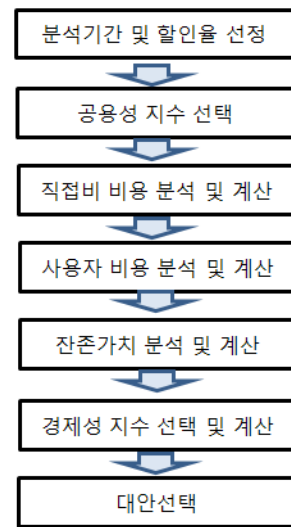 분석기간 및 할인율 선정
공용성 지수 선택
직접비 비용 분석 및 계산
사용자 비용 분석 및 계산
잔존가치 분석 및 계산
경제성 지수 선택 및 계산
대안선택